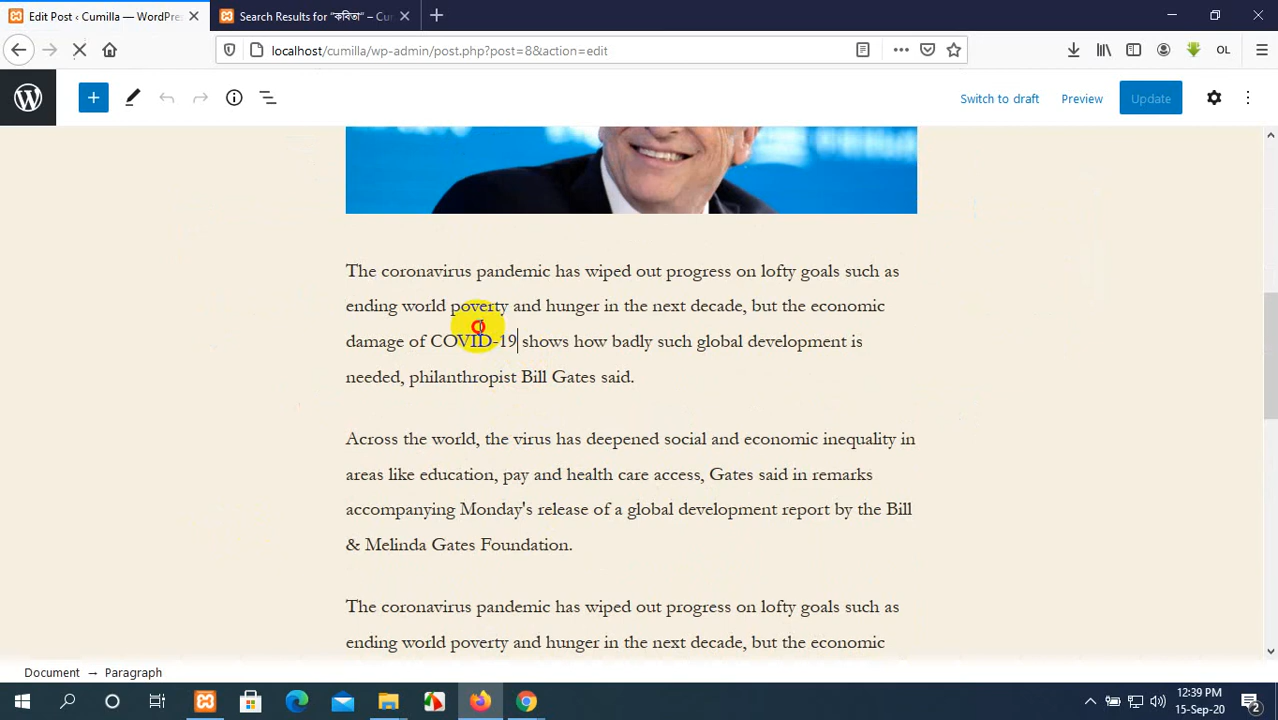 Edit Post ‹ Cumilla — WordPre
Search Results for "কবিতা" – Cu
localhost/cumilla/wp-admin/post.php?post=8&action=edit
OL
Switch to draft
Preview
Update
The coronavirus pandemic has wiped out progress on lofty goals such as
ending world poverty and hunger in the next decade, but the economic
damage of COVID-19 shows how badly such global development is
needed, philanthropist Bill Gates said.
Across the world, the virus has deepened social and economic inequality in
areas like education, pay and health care access, Gates said in remarks
accompanying Monday's release of a global development report by the Bill
& Melinda Gates Foundation.
The coronavirus pandemic has wiped out progress on lofty goals such as
ending world poverty and hunger in the next decade, but the economic
Document → Paragraph
12:39 PM
15-Sep-20
2